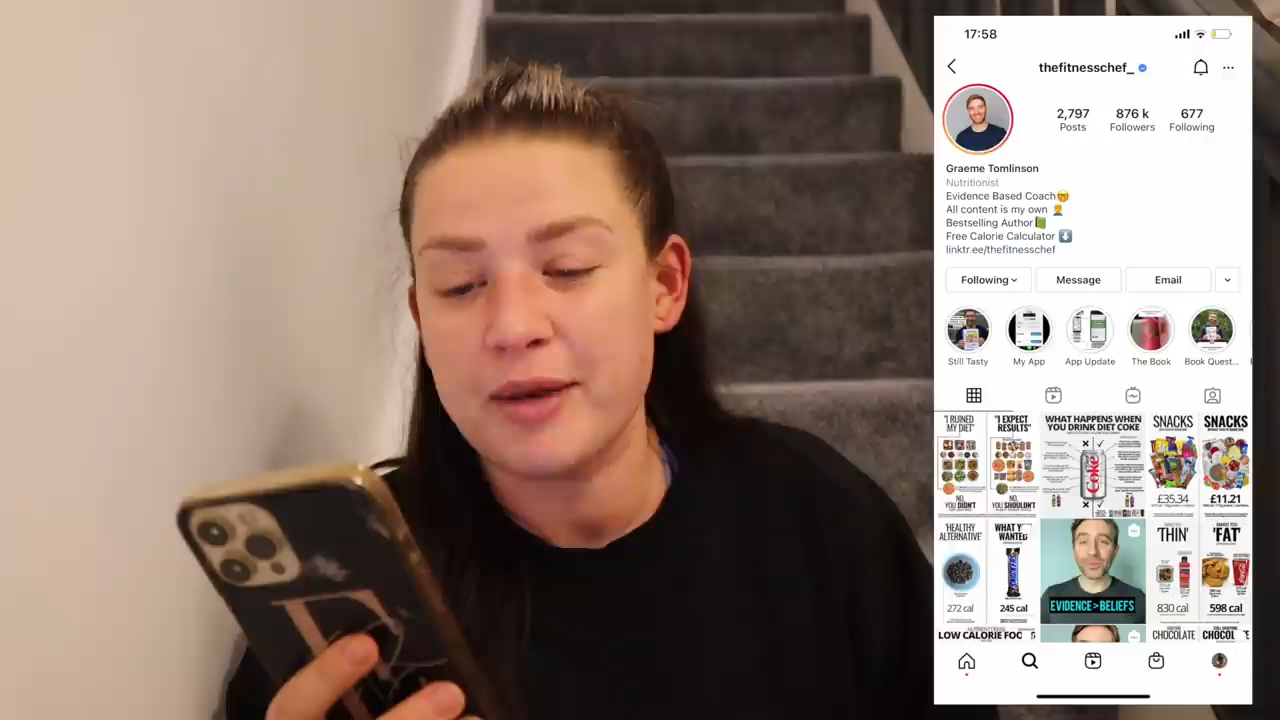 17:58
thefitnesschef_
2,797
876 k
677
Posts
Followers
Following
Graeme Tomlinson
Nutritionist
Evidence Based Coach🤓
All content is my own
Bestselling Author📗
Free Calorie Calculator ⬇️
linktr.ee/thefitnesschef
Following
Message
Email
Still Tasty
My App
App Update
The Book
Book Quest...
"I RUINED
MY DIET"
NO,
YOU DIDN'T
"I EXPECT
RESULTS"
NO,
YOU SHOULDN'T
WHAT HAPPENS WHEN
YOU DRINK DIET COKE
coke
SNACKS
£35.34
SNACKS
£11.21
'HEALTHY
ALTERNATIVE'
272 cal
WHAT Y
WANTED
SNICKERS
245 cal
EVIDENCE>BELIEFS
'THIN'
830 cal
'FAT'
598 cal
LOW CALORIE FOO
CHOCOLATE
CHOCOL